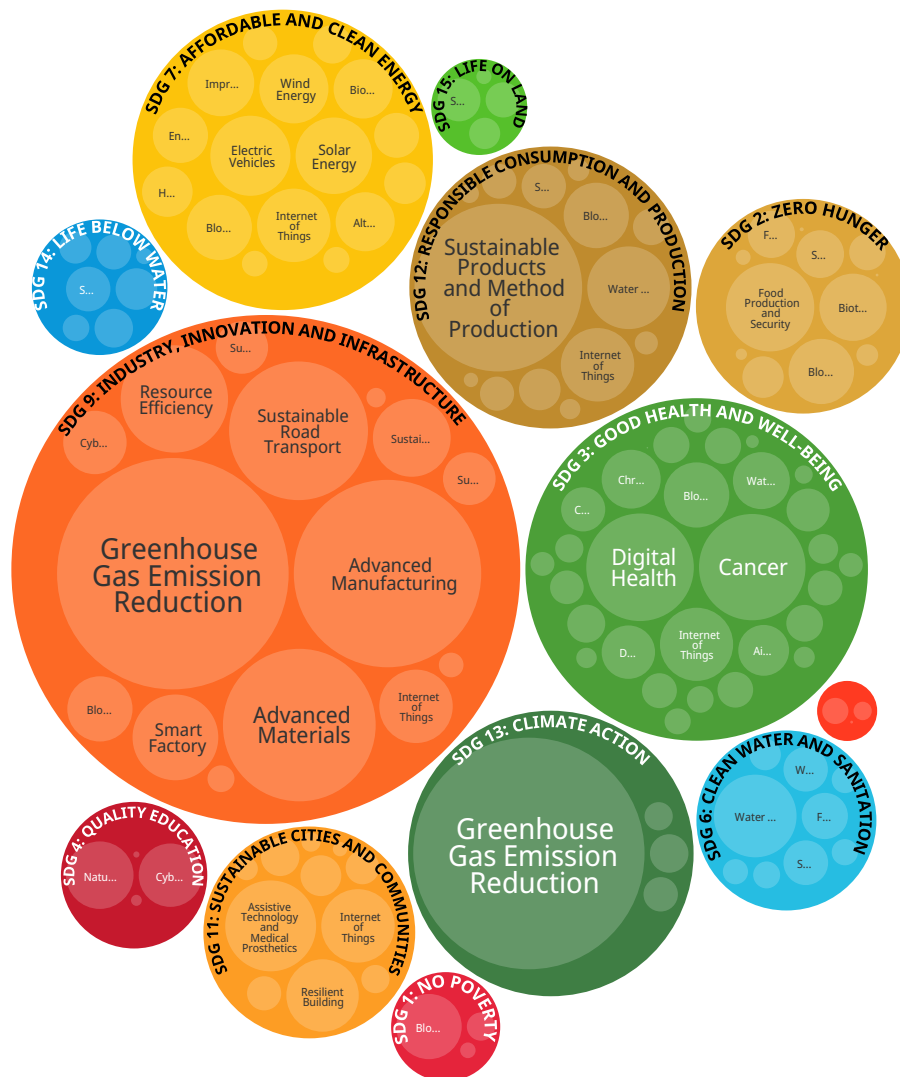 SDG 7: AFFORDABLE AND CLEAN ENERGY
Impr...
Wind
Energy
Bio...
En...
Electric
Vehicles
Solar
Energy
H...
Blo...
Internet
of
Things
Alt...
SDG 15: LIFE ON LAND
S...
SDG 12: RESPONSIBLE CONSUMPTION AND PRODUCTION
S...
Blo...
Sustainable
Products
and Method
of
Production
Water ...
Internet
of
Things
SDG 2: ZERO HUNGER
F...
S...
Food
Production
and
Security
Biot...
Blo...
SDG 14: LIFE BELOW WATER
S...
SDG 9: INDUSTRY, INNOVATION AND INFRASTRUCTURE
Su...
Resource
Efficiency
Cyb...
Sustainable
Road
Transport
Sustai...
Su...
Greenhouse
Gas Emission
Reduction
Advanced
Manufacturing
Blo...
Smart
Factory
Advanced
Materials
Internet
of
Things
SDG 3: GOOD HEALTH AND WELL-BEING
Chr...
Blo...
Wat...
C...
Digital
Health
Cancer
D...
Internet
of
Things
Ai...
SDG 13: CLIMATE ACTION
Greenhouse
Gas Emission
Reduction
SDG 6: CLEAN WATER AND SANITATION
W...
Water ...
F...
S...
SDG 4: QUALITY EDUCATION
Natu...
Cyb...
SDG 11: SUSTAINABLE CITIES AND COMMUNITIES
Assistive
Technology
and
Medical
Prosthetics
Internet
of
Things
Resilient
Building
SDG 1: NO POVERTY
Blo...